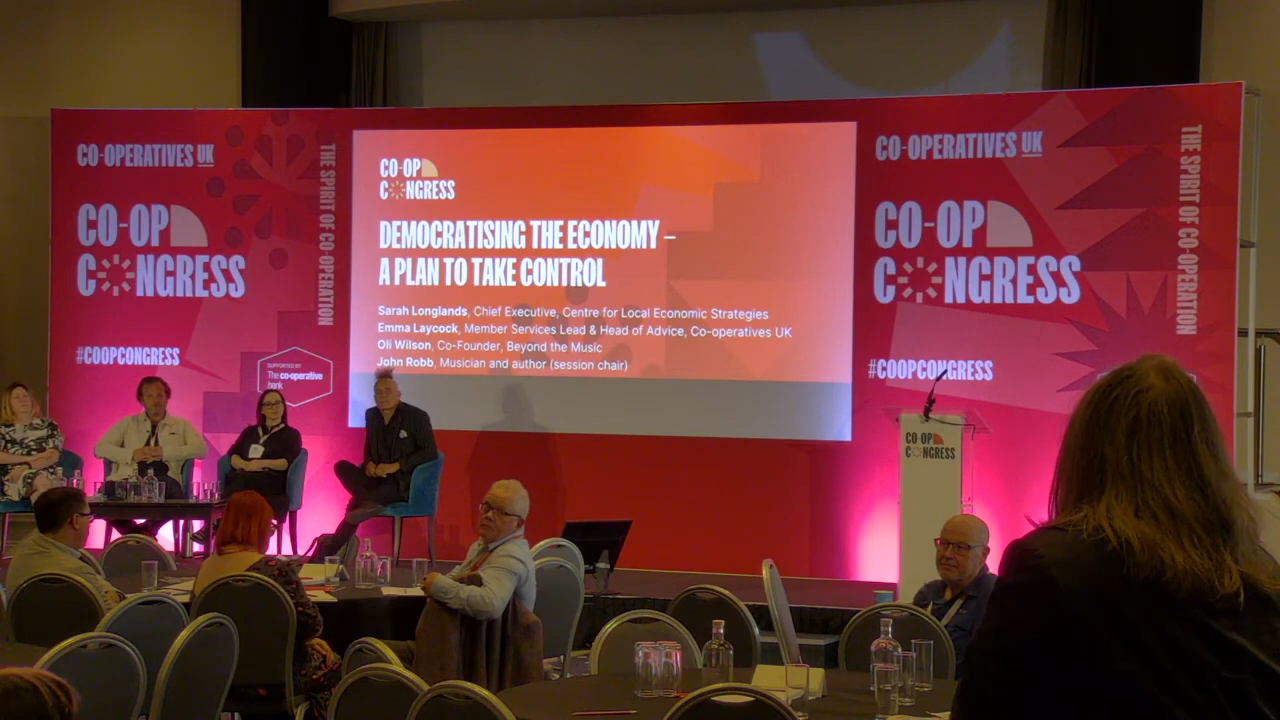 CO-OPERATIVES UK
CO-OP
CONGRESS
THE SPIRIT OF CO-OPERATION
#COOPCONGRESS
SUPPORTED BY
The co-operative
bank
CO-OP
CONGRESS
DEMOCRATISING THE ECONOMY –
A PLAN TO TAKE CONTROL
Sarah Longlands, Chief Executive, Centre for Local Economic Strategies
Emma Laycock, Member Services Lead & Head of Advice, Co-operatives UK
Oli Wilson, Co-Founder, Beyond the Music
John Robb, Musician and author (session chair)
CO-OPERATIVES UK
CO-OP
CONGRESS
THE SPIRIT OF CO-OPERATION
#COOPCONGRESS
CO-OP
CONGRESS